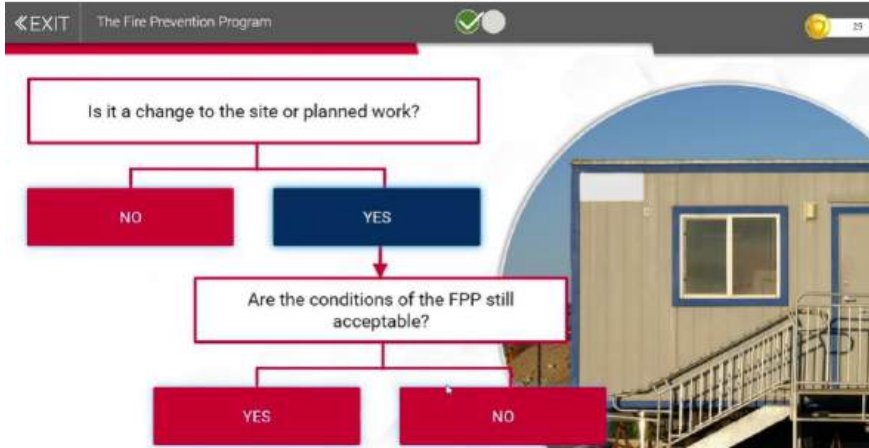 ≪EXIT
The Fire Prevention Program
25
Is it a change to the site or planned work?
NO
YES
Are the conditions of the FPP still
acceptable?
YES
NO